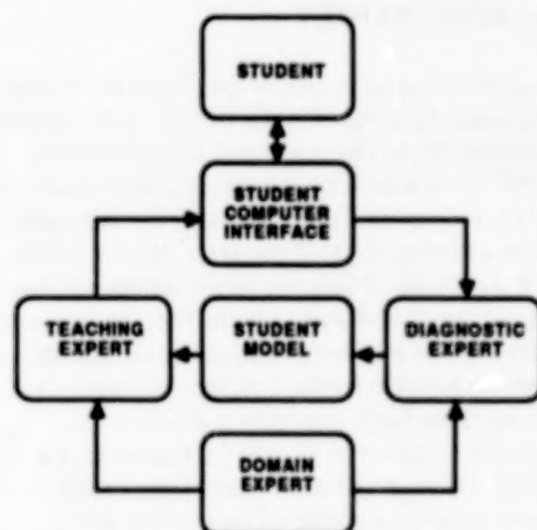 STUDENT
STUDENT
COMPUTER
INTERFACE
TEACHING
EXPERT
STUDENT
MODEL
DIAGNOSTIC
EXPERT
DOMAIN
EXPERT